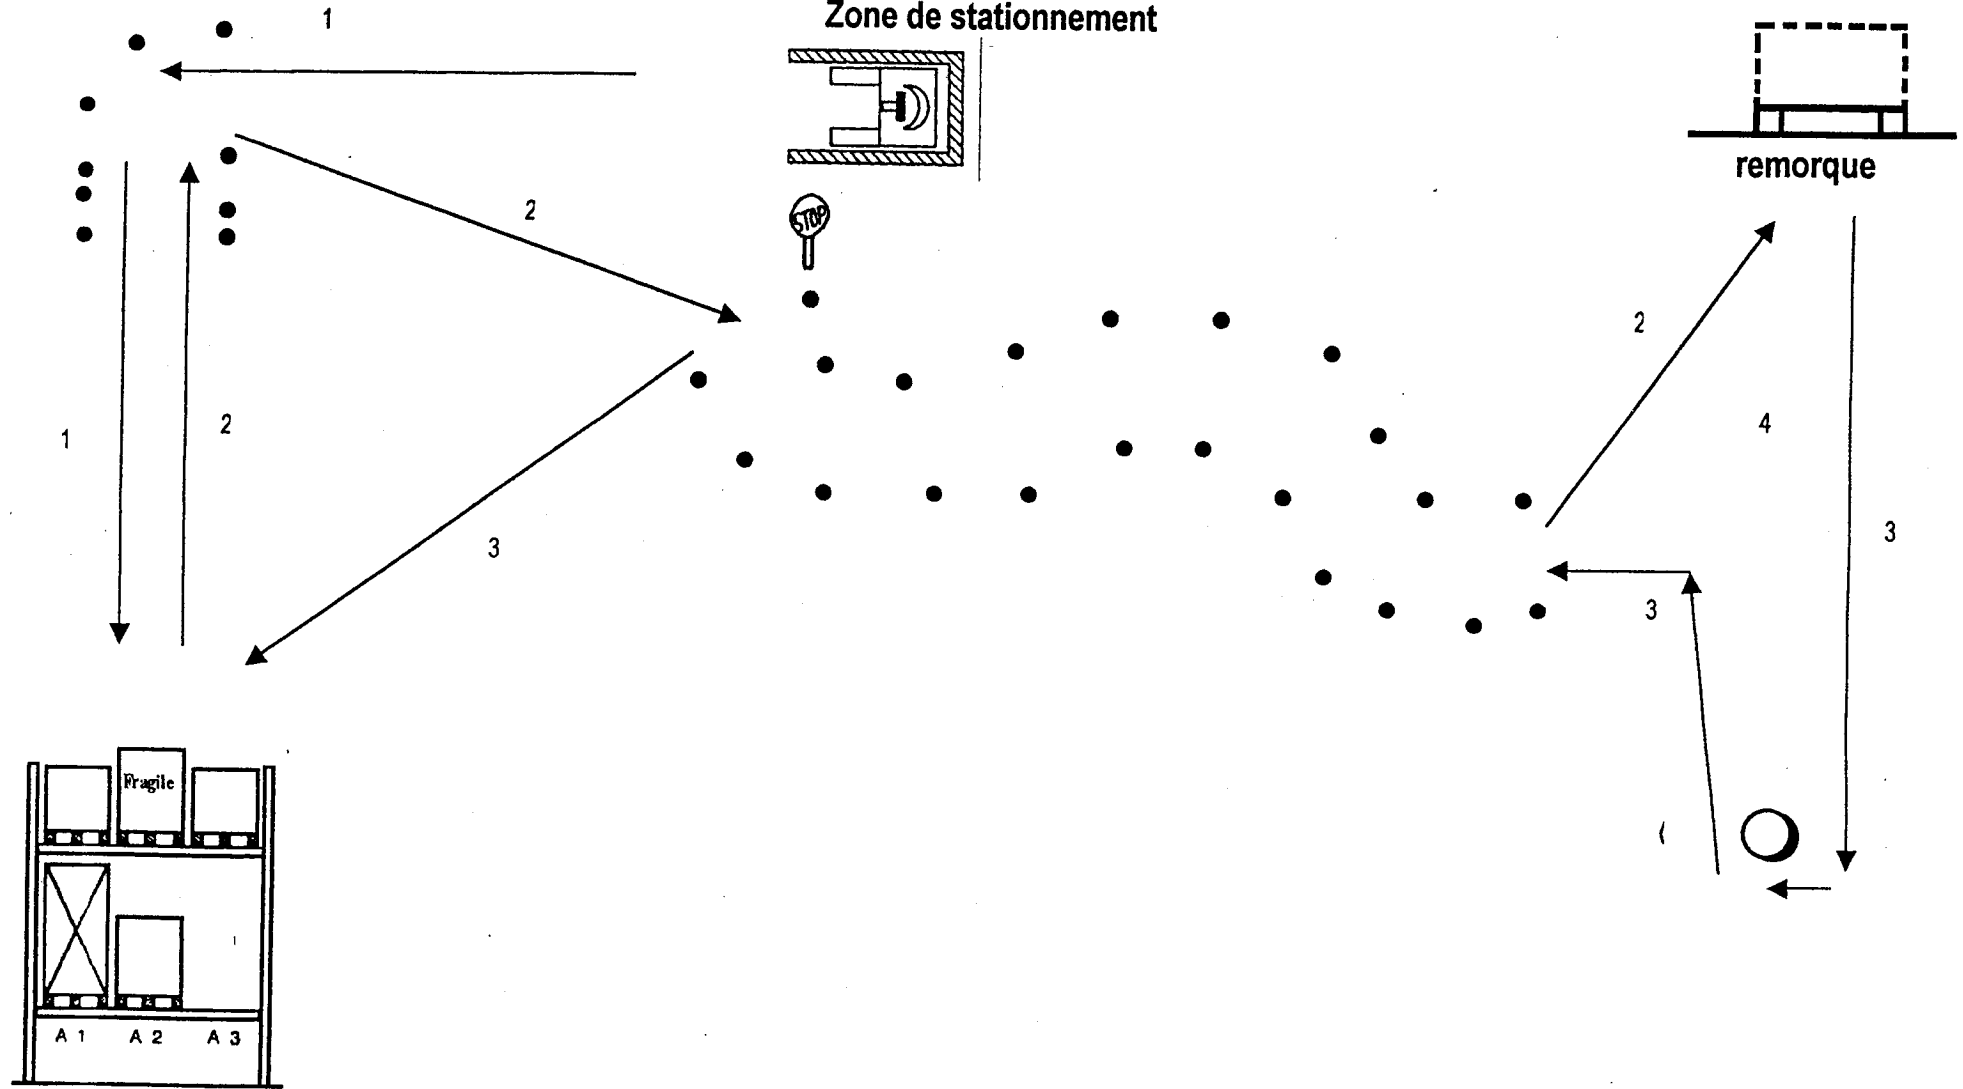 Zone de stationnement
1
remorque
2
STOP
2
1
2
4
3
3
3
Fragile
A 1 A 2 A 3